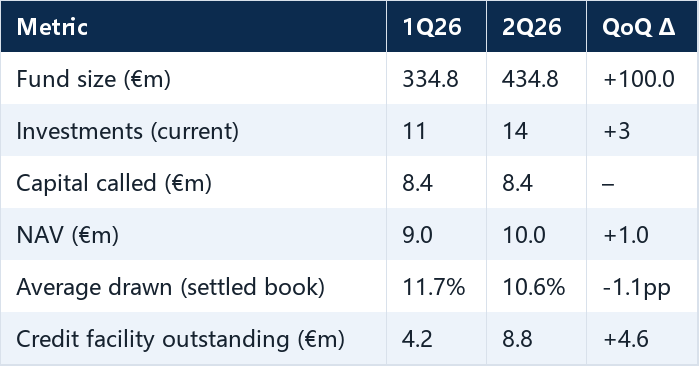 Metric 1Q26 2Q26 QoQ Δ
Fund size (€m) 334.8 434.8 +100.0
Investments (current) 11 14 +3
Capital called (€m) 8.4 8.4 –
NAV (€m) 9.0 10.0 +1.0
Average drawn (settled book) 11.7% 10.6% -1.1pp
Credit facility outstanding (€m) 4.2 8.8 +4.6